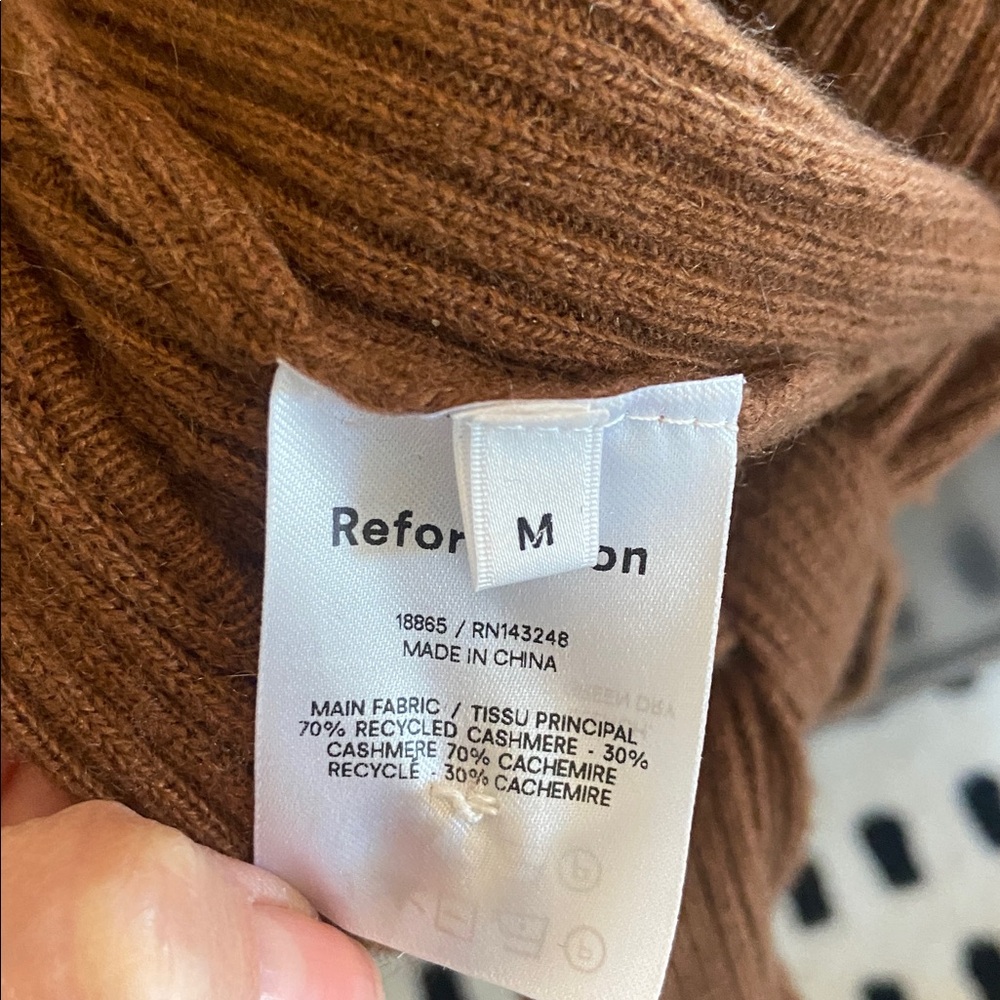 Refor
M
on
18865 / RN143248
MADE IN CHINA
MAIN FABRIC / TISSU PRINCIPAL
70% RECYCLED CASHMERE - 30%
CASHMERE 70% CACHEMIRE
RECYCLÉ - 30% CACHEMIRE